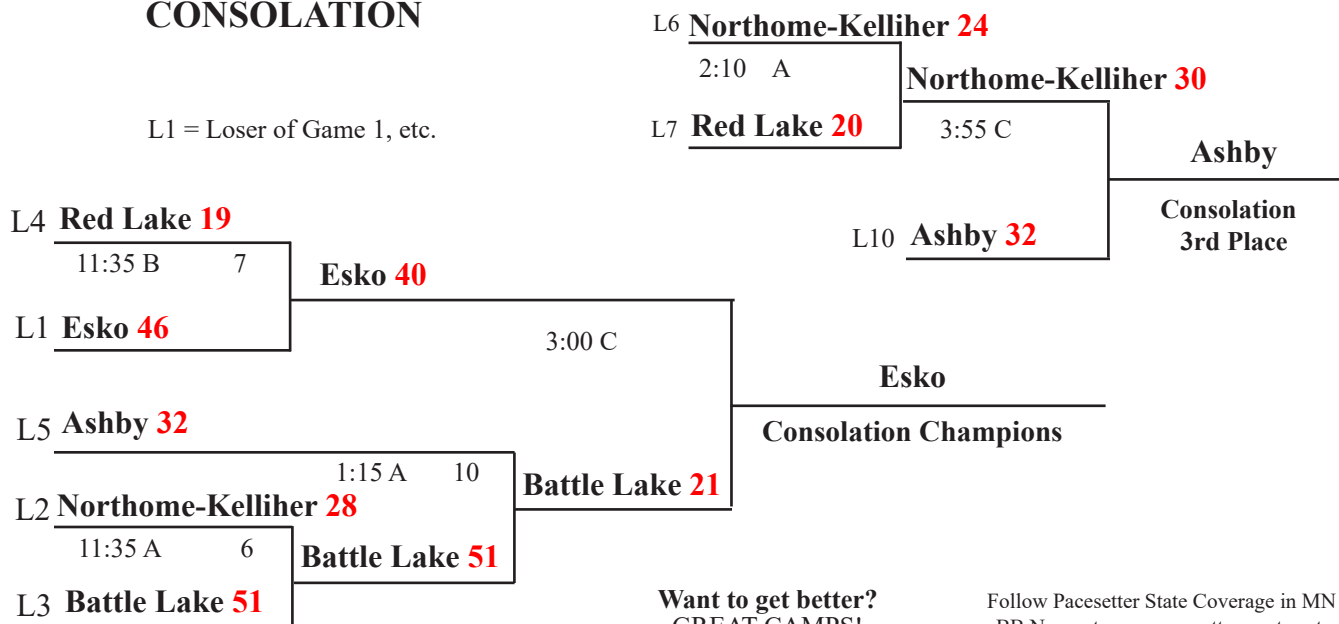 CONSOLATION
L6 Northome-Kelliher 24
2:10 A
Northome-Kelliher 30
L1 = Loser of Game 1, etc.
L7 Red Lake 20
3:55 C
Ashby
Consolation
3rd Place
L10 Ashby 32
L4 Red Lake 19
11:35 B 7
Esko 40
L1 Esko 46
3:00 C
Esko
Consolation Champions
L5 Ashby 32
1:15 A 10
Battle Lake 21
L2 Northome-Kelliher 28
11:35 A 6
Battle Lake 51
L3 Battle Lake 51
Want to get better?
GREAT CAMPS!
Follow Pacesetter State Coverage in MN